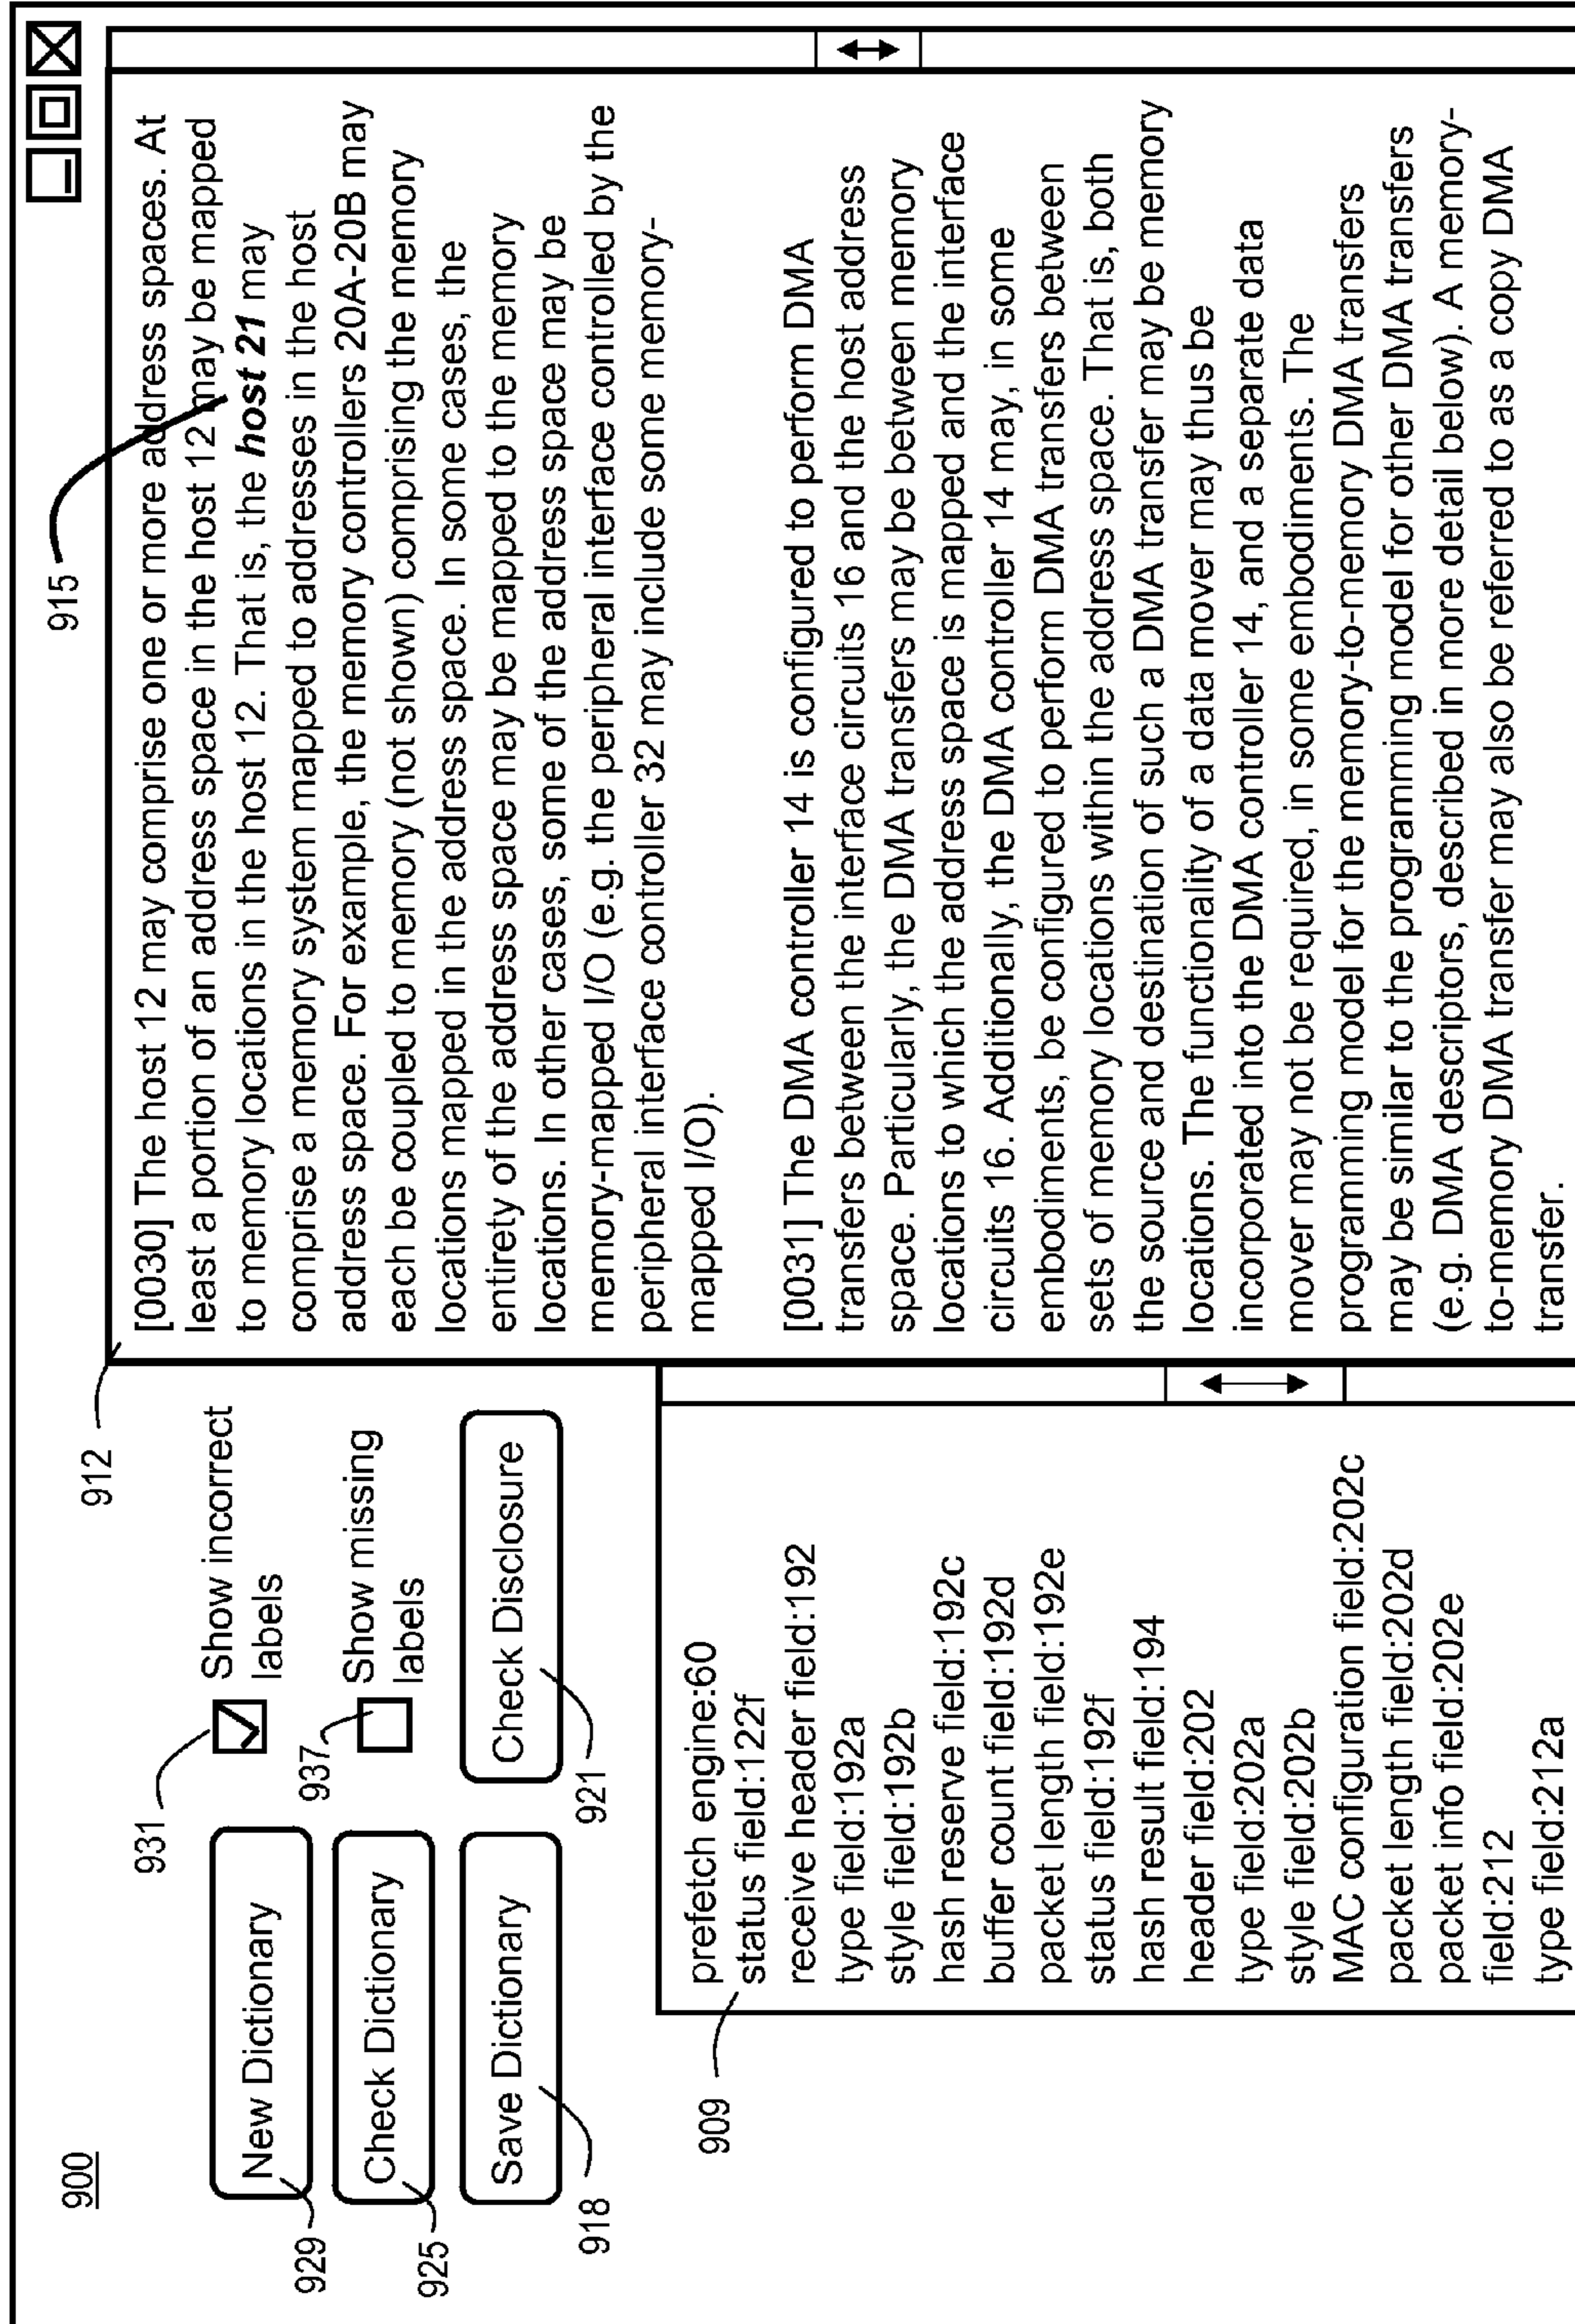 900
929
New Dictionary
925
Check Dictionary
918
Save Dictionary
931
Show incorrect
labels
937
Show missing
labels
921
Check Disclosure
909
prefetch engine:60
status field:122f
receive header field:192
type field:192a
style field:192b
hash reserve field:192c
buffer count field:192d
packet length field:192e
status field:192f
hash result field:194
header field:202
type field:202a
style field:202b
MAC configuration field:202c
packet length field:202d
packet info field:202e
field:212
type field:212a
912
915
[0030] The host 12 may comprise one or more address spaces. At
least a portion of an address space in the host 12 may be mapped
to memory locations in the host 12. That is, the host 21 may
comprise a memory system mapped to addresses in the host
address space. For example, the memory controllers 20A-20B may
each be coupled to memory (not shown) comprising the memory
locations mapped in the address space. In some cases, the
entirety of the address space may be mapped to the memory
locations. In other cases, some of the address space may be
memory-mapped I/O (e.g. the peripheral interface controlled by the
peripheral interface controller 32 may include some memory-
mapped I/O).
[0031] The DMA controller 14 is configured to perform DMA
transfers between the interface circuits 16 and the host address
space. Particularly, the DMA transfers may be between memory
locations to which the address space is mapped and the interface
circuits 16. Additionally, the DMA controller 14 may, in some
embodiments, be configured to perform DMA transfers between
sets of memory locations within the address space. That is, both
the source and destination of such a DMA transfer may be memory
locations. The functionality of a data mover may thus be
incorporated into the DMA controller 14, and a separate data
mover may not be required, in some embodiments. The
programming model for the memory-to-memory DMA transfers
may be similar to the programming model for other DMA transfers
(e.g. DMA descriptors, described in more detail below). A memory-
to-memory DMA transfer may also be referred to as a copy DMA
transfer.